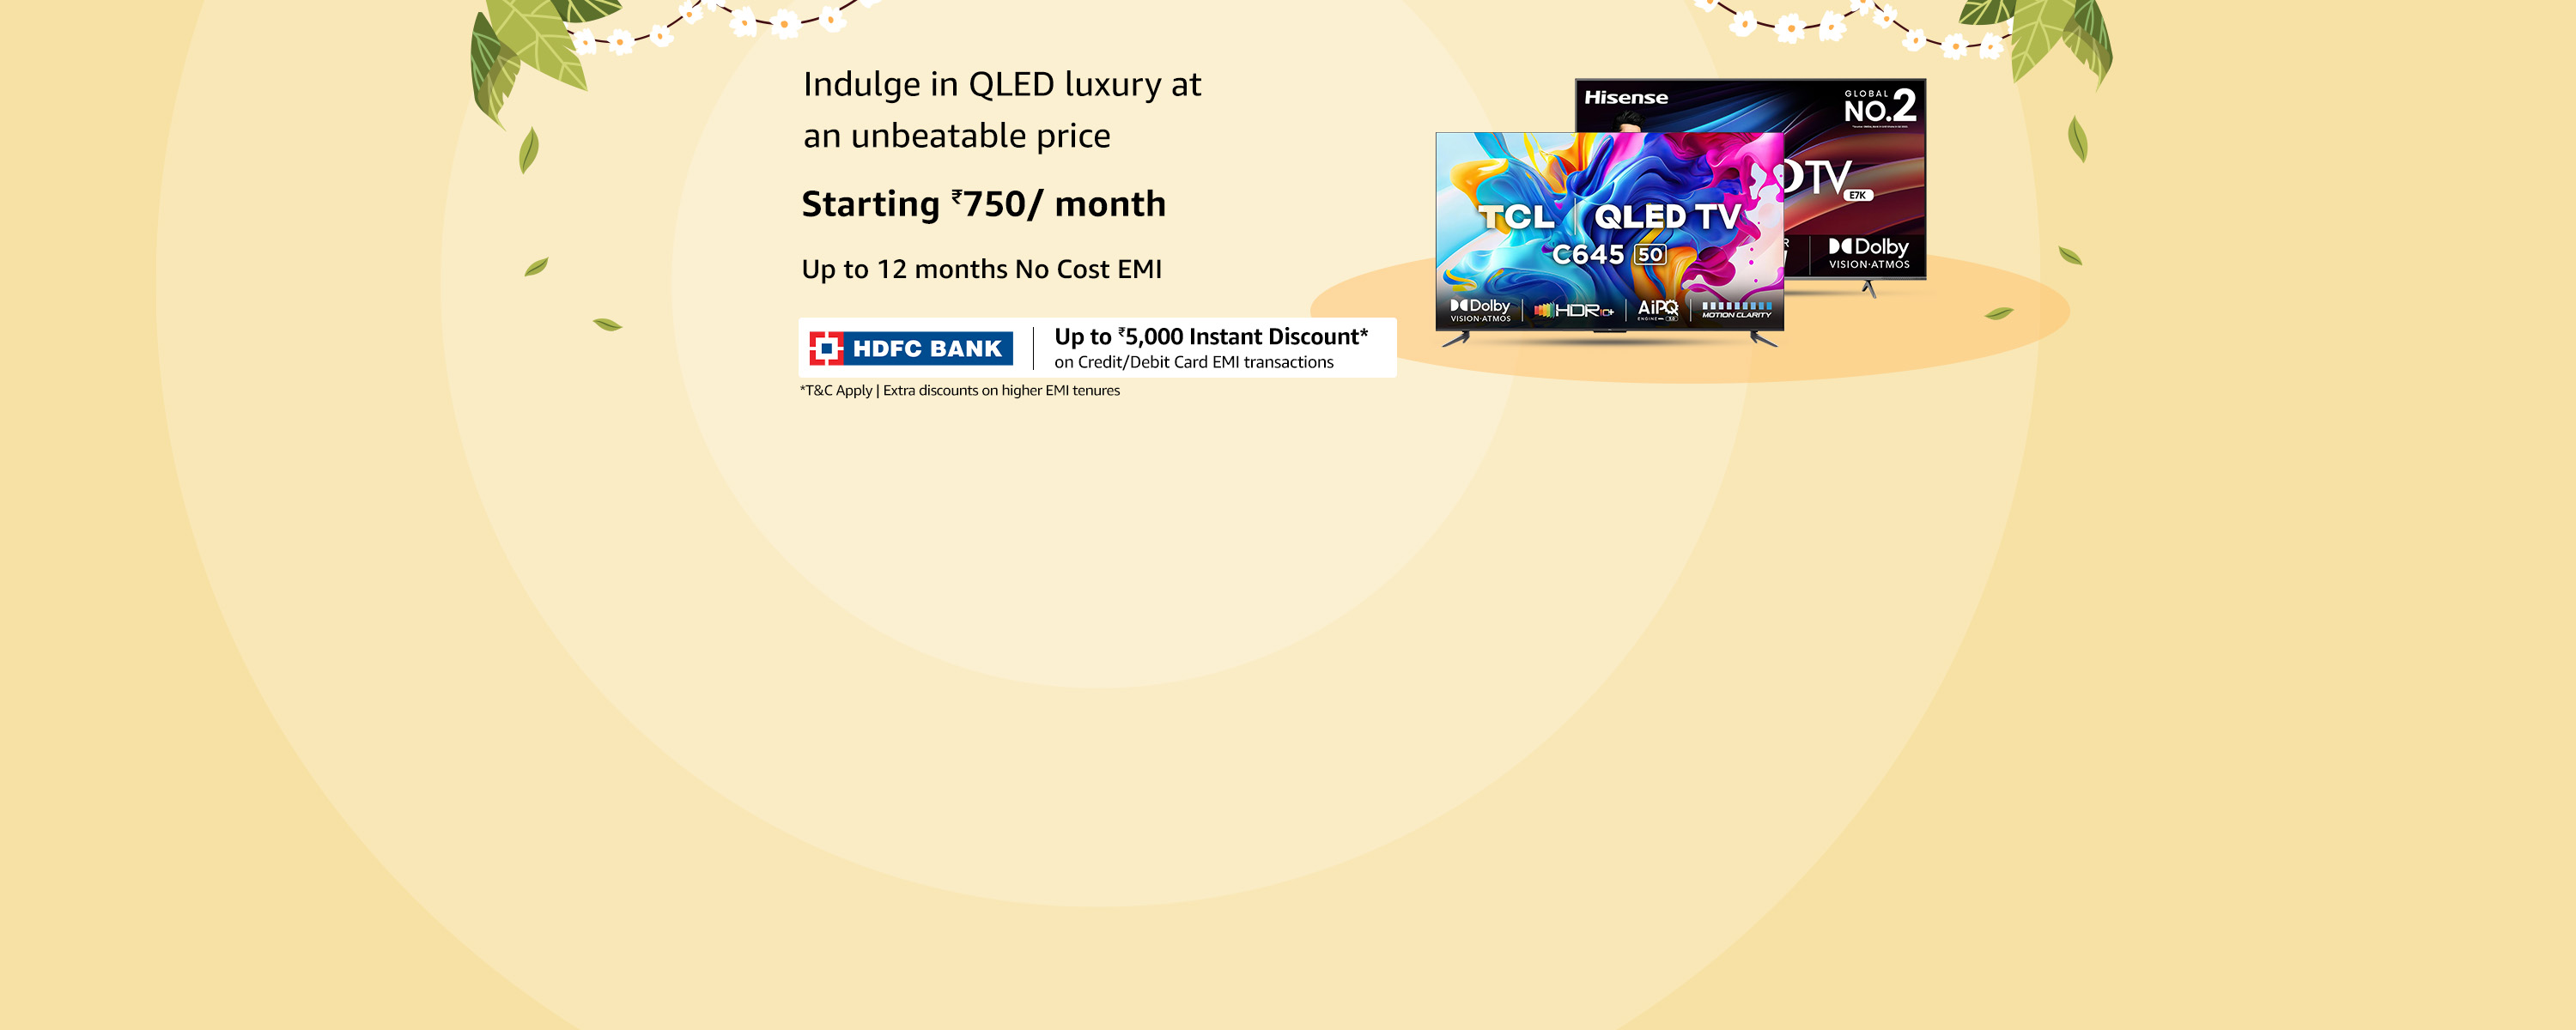 Indulge in QLED luxury at
an unbeatable price
Starting ₹750/ month
Up to 12 months No Cost EMI
HDFC BANK
Up to ₹5,000 Instant Discount*
on Credit/Debit Card EMI transactions
*T&C Apply | Extra discounts on higher EMI tenures
Hisense
GLOBAL
NO.2
TV
E7K
Dolby
VISION·ATMOS
TCL | QLED TV
C645 50
Dolby
VISION·ATMOS
HDR10+
AiPQ
ENGINE
MOTION CLARITY